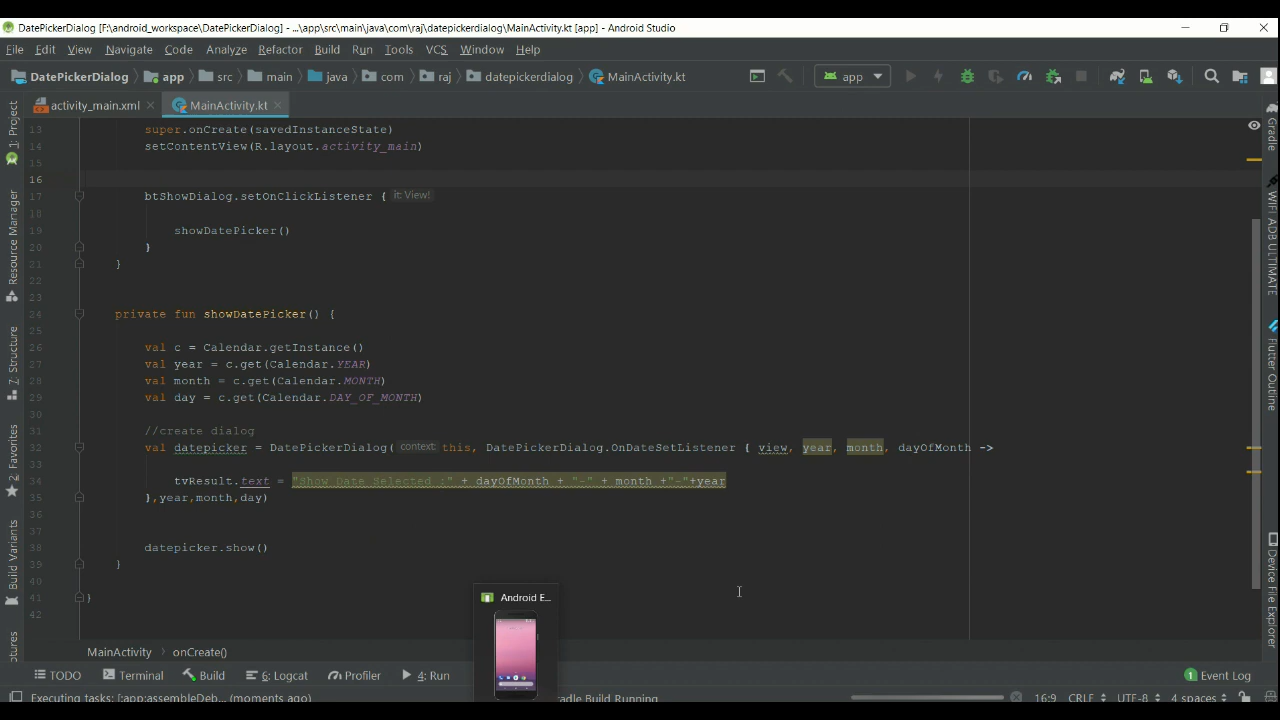 DatePickerDialog [F:\android_workspace\DatePickerDialog] - ...\app\src\main\java\com\raj\datepickerdialog\MainActivity.kt [app] - Android Studio
File Edit View Navigate Code Analyze Refactor Build Run Tools VCS Window Help
DatePickerDialog app src main java com raj datepickerdialog MainActivity.kt app
activity_main.xml MainActivity.kt
1: Project
Resource Manager
7: Structure
2: Favorites
Build Variants
13 super.onCreate(savedInstanceState)
14 setContentView(R.layout.activity_main)
15
16
17 btShowDialog.setOnClickListener { it: View!
18
19 showDatePicker()
20 }
21 }
22
23
24 private fun showDatePicker() {
25
26 val c = Calendar.getInstance()
27 val year = c.get(Calendar.YEAR)
28 val month = c.get(Calendar.MONTH)
29 val day = c.get(Calendar.DAY_OF_MONTH)
30
31 //create dialog
32 val datepicker = DatePickerDialog( context: this, DatePickerDialog.OnDateSetListener { view, year, month, dayOfMonth ->
33
34 tvResult.text = "Show Date Selected :" + dayOfMonth + "-" + month +"-"+year
35 },year,month,day)
36
37
38 datepicker.show()
39 }
40
41 }
42
Gradle
WIFI ADB ULTIMATE
Flutter Outline
Device File Explorer
Android E...
MainActivity onCreate()
TODO Terminal Build 6: Logcat Profiler 4: Run 1 Event Log
Executing tasks: [:app:assembleDeb... (moments ago) adle Build Running 16:9 CRLF UTF-8 4 spaces